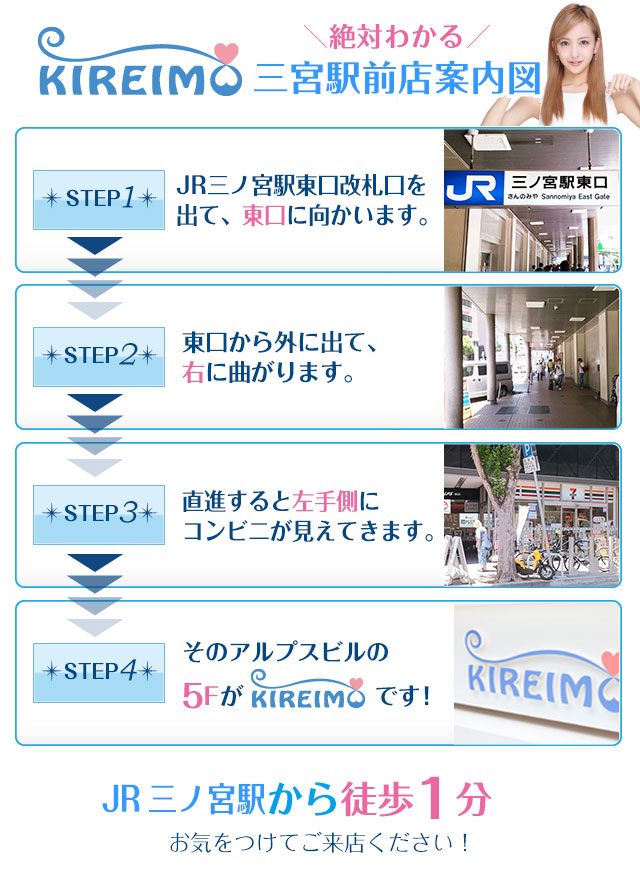 KIREIMO
＼絶対わかる／
三宮駅前店案内図
STEP1
JR三ノ宮駅東口改札口を
出て、東口に向かいます。
JR 三ノ宮駅東口
さんのみや Sannomiya East Gate
STEP2
東口から外に出て、
右に曲がります。
STEP3
直進すると左手側に
コンビニが見えてきます。
7
P
STEP4
そのアルプスビルの
5Fが KIREIMO です!
KIREIMO
JR 三ノ宮駅から徒歩1分
お気をつけてご来店ください！